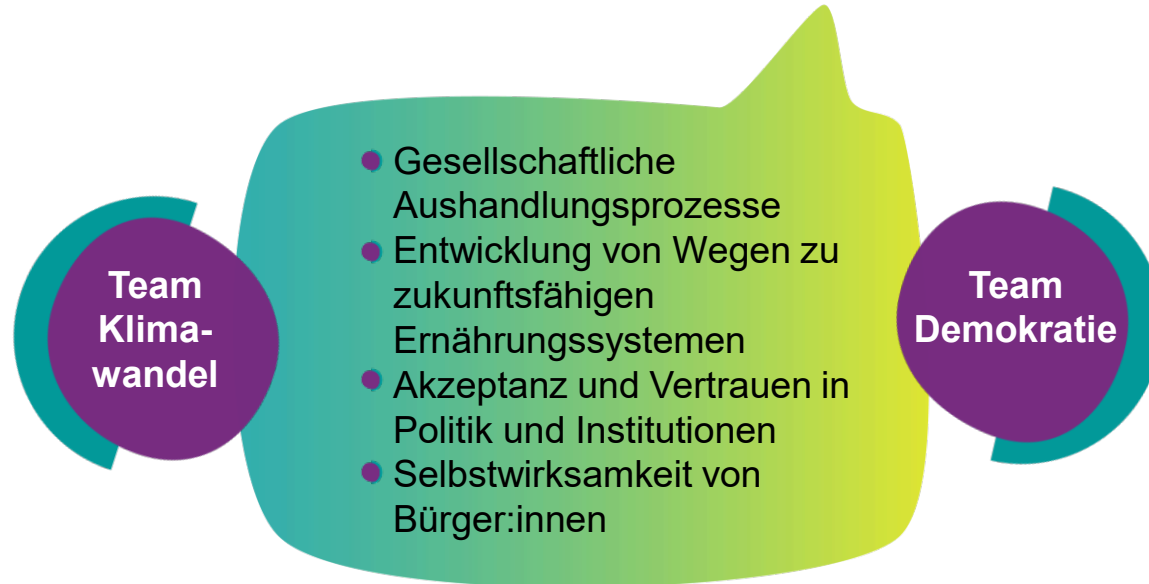 Team
Klima-
wandel
Gesellschaftliche
Aushandlungsprozesse
Entwicklung von Wegen zu
zukunftsfähigen
Ernährungssystemen
Akzeptanz und Vertrauen in
Politik und Institutionen
Selbstwirksamkeit von
Bürger:innen
Team
Demokratie